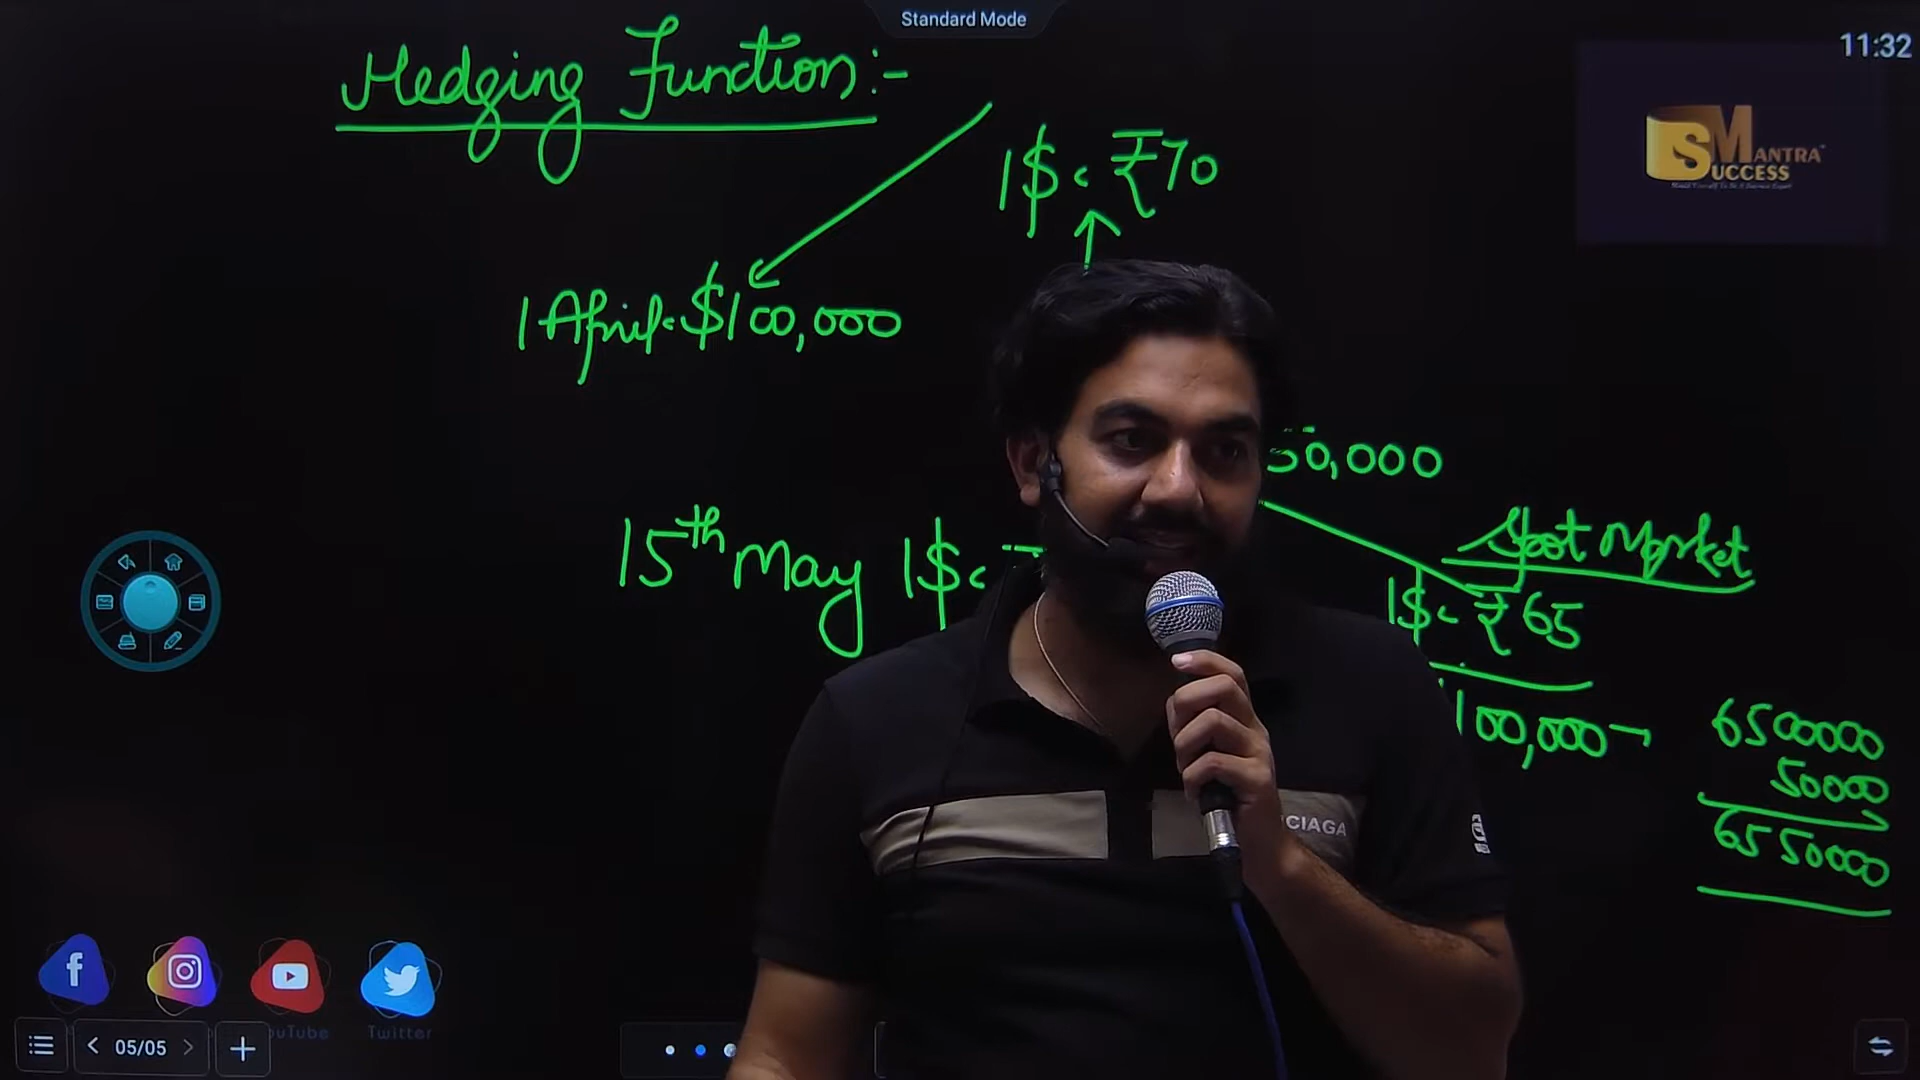 Standard Mode
11:32
Hedging Function:-
SM
MANTRA
SUCCESS
1$ = ₹70
1 April = $100,000
50,000
15th May 1$ =
Spot Market
1$ = ₹65
100,000 →
6500000
50000
6550000
CIAGA
05/05
Twitter